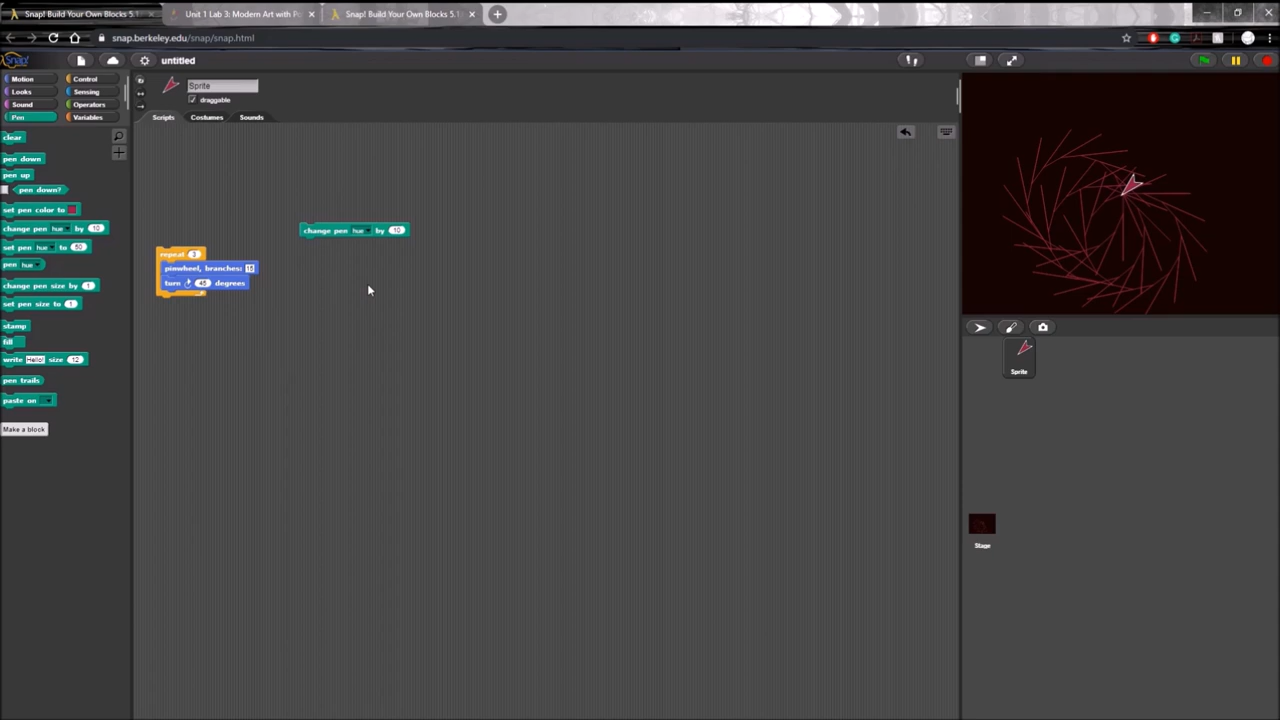 Snap! Build Your Own Blocks 5.1
Unit 1 Lab 3: Modern Art with Po
Snap! Build Your Own Blocks 5.1
snap.berkeley.edu/snap/snap.html
Snap!
untitled
Motion
Control
Looks
Sensing
Sound
Operators
Pen
Variables
Sprite
draggable
Scripts
Costumes
Sounds
clear
pen down
pen up
pen down?
set pen color to
change pen hue by 10
set pen hue to 50
pen hue
change pen size by 1
set pen size to 1
stamp
fill
write Hello! size 12
pen trails
paste on
Make a block
change pen hue by 10
repeat 3
pinwheel, branches: 15
turn 45 degrees
Sprite
Stage